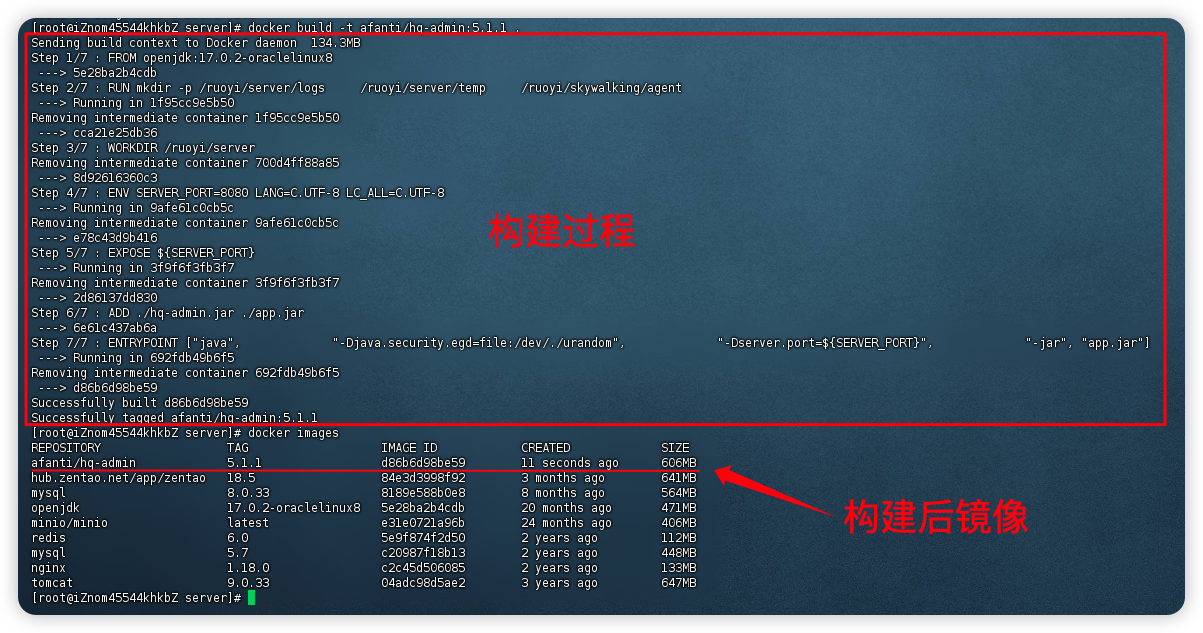 [root@iZnom45544khkbZ server]# docker build -t afanti/hq-admin:5.1.1 .
Sending build context to Docker daemon  134.3MB
Step 1/7 : FROM openjdk:17.0.2-oraclelinux8
 ---> 5e28ba2b4cdb
Step 2/7 : RUN mkdir -p /ruoyi/server/logs     /ruoyi/server/temp     /ruoyi/skywalking/agent
 ---> Running in 1f95cc9e5b50
Removing intermediate container 1f95cc9e5b50
 ---> cca21e25db36
Step 3/7 : WORKDIR /ruoyi/server
Removing intermediate container 700d4ff88a85
 ---> 8d92616360c3
Step 4/7 : ENV SERVER_PORT=8080 LANG=C.UTF-8 LC_ALL=C.UTF-8
 ---> Running in 9afe61c0cb5c
Removing intermediate container 9afe61c0cb5c
 ---> e78c43d9b416
Step 5/7 : EXPOSE ${SERVER_PORT}
 ---> Running in 3f9f6f3fb3f7
Removing intermediate container 3f9f6f3fb3f7
 ---> 2d86137dd830
Step 6/7 : ADD ./hq-admin.jar ./app.jar
 ---> 6e61c437ab6a
Step 7/7 : ENTRYPOINT ["java",             "-Djava.security.egd=file:/dev/./urandom",             "-Dserver.port=${SERVER_PORT}",             "-jar", "app.jar"]
 ---> Running in 692fdb49b6f5
Removing intermediate container 692fdb49b6f5
 ---> d86b6d98be59
Successfully built d86b6d98be59
Successfully tagged afanti/hq-admin:5.1.1
构建过程
[root@iZnom45544khkbZ server]# docker images
REPOSITORY                  TAG                   IMAGE ID            CREATED             SIZE
afanti/hq-admin             5.1.1                 d86b6d98be59        11 seconds ago      606MB
hub.zentao.net/app/zentao   18.5                  84e3d3998f92        3 months ago        641MB
mysql                       8.0.33                8189e588b0e8        8 months ago        564MB
openjdk                     17.0.2-oraclelinux8   5e28ba2b4cdb        20 months ago       471MB
minio/minio                 latest                e31e0721a96b        24 months ago       406MB
redis                       6.0                   5e9f874f2d50        2 years ago         112MB
mysql                       5.7                   c20987f18b13        2 years ago         448MB
nginx                       1.18.0                c2c45d506085        2 years ago         133MB
tomcat                      9.0.33                04adc98d5ae2        3 years ago         647MB
[root@iZnom45544khkbZ server]#
构建后镜像